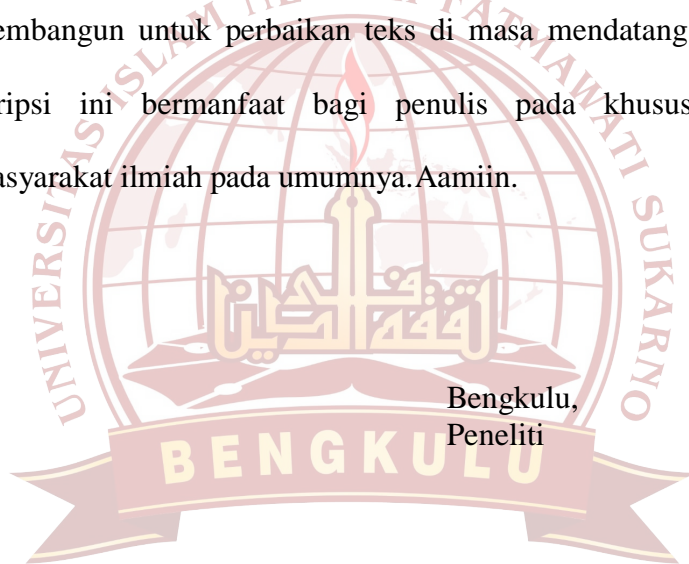 embangun untuk perbaikan teks di masa mendatang
ripsi ini bermanfaat bagi penulis pada khusus
asyarakat ilmiah pada umumnya.Aamiin.
Bengkulu,
Peneliti
UNIVERSITAS ISLAM FATMAWATI SUKARNO
BENGKULU